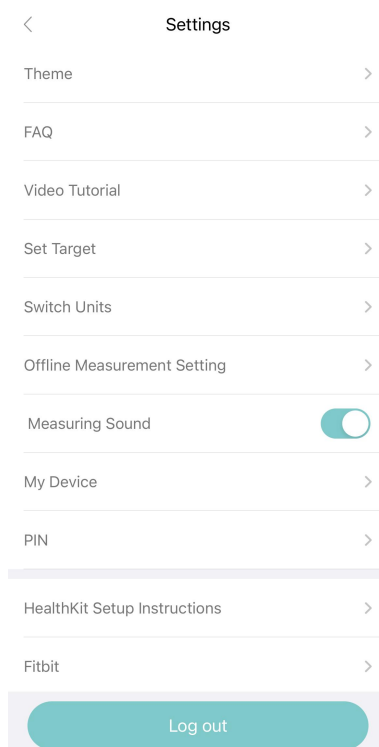 Settings
Theme
FAQ
Video Tutorial
Set Target
Switch Units
Offline Measurement Setting
Measuring Sound
My Device
PIN
HealthKit Setup Instructions
Fitbit
Log out